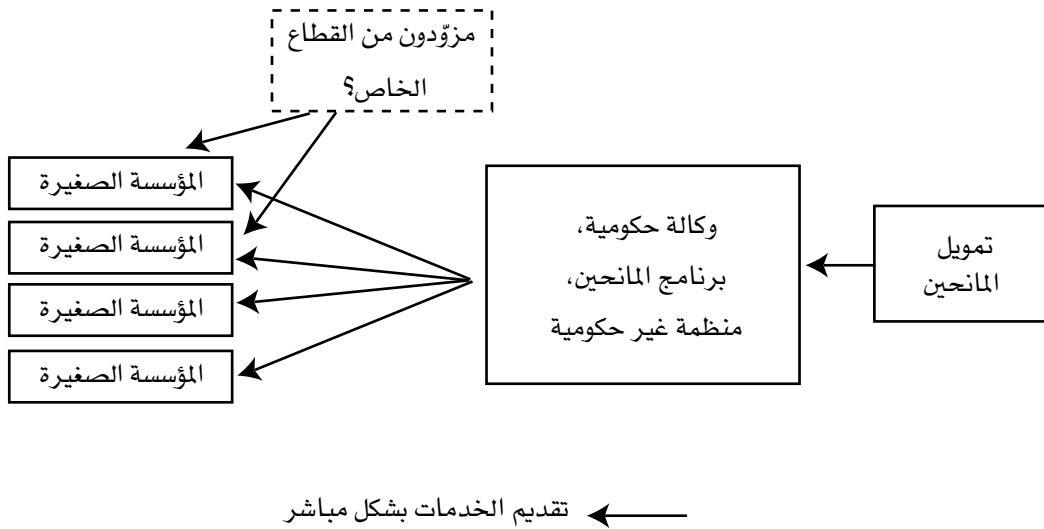 مزوّدون من القطاع
الخاص؟
تمويل
المانحين
وكالة حكومية،
برنامج المانحين،
منظمة غير حكومية
المؤسسة الصغيرة
المؤسسة الصغيرة
المؤسسة الصغيرة
المؤسسة الصغيرة
تقديم الخدمات بشكل مباشر